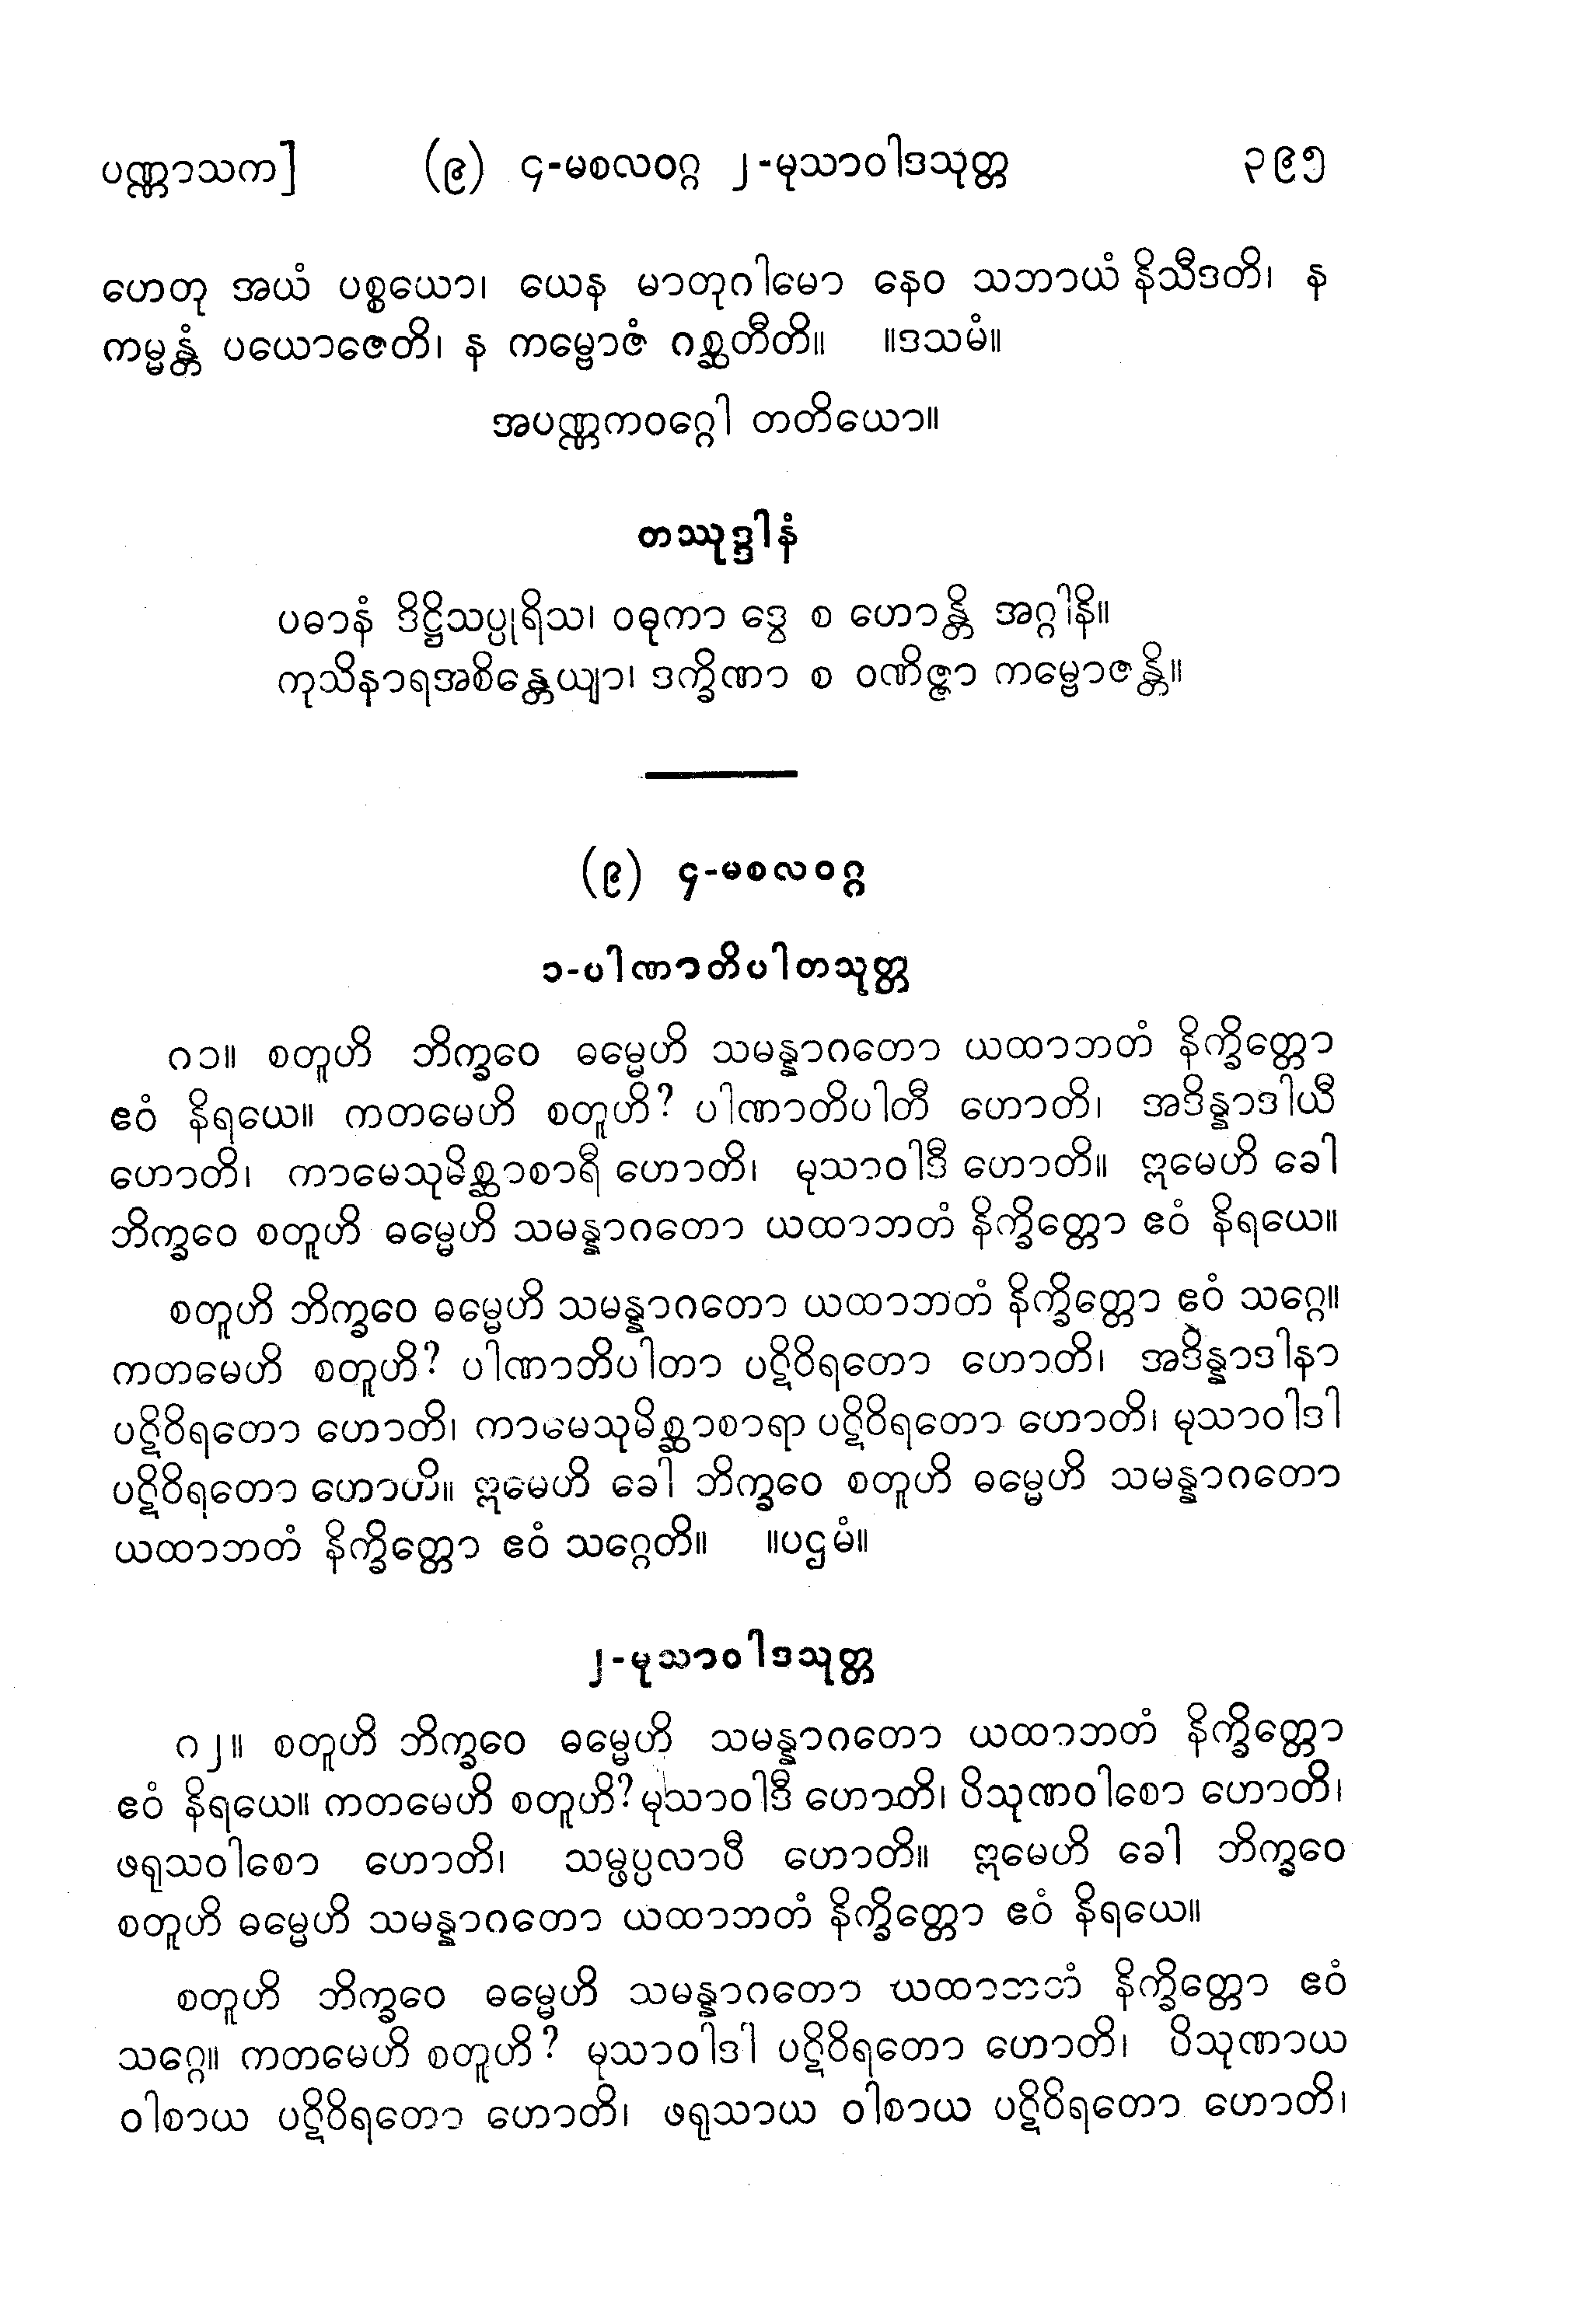 ပဏ္ဏာသက] (၉) ၄-မစလဝဂ္ဂ ၂-မုသာဝါဒသုတ္တ ၃၉၅
ဟေတု အယံ ပစ္စယော၊ ယေန မာတုဂါမော နေဝ သဘာယံ နိသီဒတိ၊ န
ကမ္မန္တံ ပယောဇေတိ၊ န ကမ္ဗောဇံ ဂစ္ဆတီတိ။ ။ဒသမံ။
အပဏ္ဏကဝဂ္ဂေါ တတိယော။
တဿုဒ္ဒါနံ
ပဓာနံ ဒိဋ္ဌိသပ္ပုရိသ၊ ဝဓုကာ ဒွေ စ ဟောန္တိ အဂ္ဂါနိ။
ကုသိနာရအစိန္တေယျာ၊ ဒက္ခိဏာ စ ဝဏိဇ္ဇာ ကမ္ဗောဇန္တိ။
(၉) ၄-မစလဝဂ္ဂ
၁-ပါဏာတိပါတသုတ္တ
၈၁။ စတူဟိ ဘိက္ခဝေ ဓမ္မေဟိ သမန္နာဂတော ယထာဘတံ နိက္ခိတ္တော
ဧဝံ နိရယေ။ ကတမေဟိ စတူဟိ? ပါဏာတိပါတီ ဟောတိ၊ အဒိန္နာဒါယီ
ဟောတိ၊ ကာမေသုမိစ္ဆာစာရီ ဟောတိ၊ မုသာဝါဒီ ဟောတိ။ ဣမေဟိ ခေါ
ဘိက္ခဝေ စတူဟိ ဓမ္မေဟိ သမန္နာဂတော ယထာဘတံ နိက္ခိတ္တော ဧဝံ နိရယေ။
စတူဟိ ဘိက္ခဝေ ဓမ္မေဟိ သမန္နာဂတော ယထာဘတံ နိက္ခိတ္တော ဧဝံ သဂ္ဂေ။
ကတမေဟိ စတူဟိ? ပါဏာတိပါတာ ပဋိဝိရတော ဟောတိ၊ အဒိန္နာဒါနာ
ပဋိဝိရတော ဟောတိ၊ ကာမေသုမိစ္ဆာစာရာ ပဋိဝိရတော ဟောတိ၊ မုသာဝါဒါ
ပဋိဝိရတော ဟောတိ။ ဣမေဟိ ခေါ ဘိက္ခဝေ စတူဟိ ဓမ္မေဟိ သမန္နာဂတော
ယထာဘတံ နိက္ခိတ္တော ဧဝံ သဂ္ဂေတိ။ ။ပဌမံ။
၂-မုသာဝါဒသုတ္တ
၈၂။ စတူဟိ ဘိက္ခဝေ ဓမ္မေဟိ သမန္နာဂတော ယထာဘတံ နိက္ခိတ္တော
ဧဝံ နိရယေ။ ကတမေဟိ စတူဟိ? မုသာဝါဒီ ဟောတိ၊ ပိသုဏဝါစော ဟောတိ၊
ဖရုသဝါစော ဟောတိ၊ သမ္ဖပ္ပလာပီ ဟောတိ။ ဣမေဟိ ခေါ ဘိက္ခဝေ
စတူဟိ ဓမ္မေဟိ သမန္နာဂတော ယထာဘတံ နိက္ခိတ္တော ဧဝံ နိရယေ။
စတူဟိ ဘိက္ခဝေ ဓမ္မေဟိ သမန္နာဂတော ယထာဘတံ နိက္ခိတ္တော ဧဝံ
သဂ္ဂေ။ ကတမေဟိ စတူဟိ? မုသာဝါဒါ ပဋိဝိရတော ဟောတိ၊ ပိသုဏာယ
ဝါစာယ ပဋိဝိရတော ဟောတိ၊ ဖရုသာယ ဝါစာယ ပဋိဝိရတော ဟောတိ၊